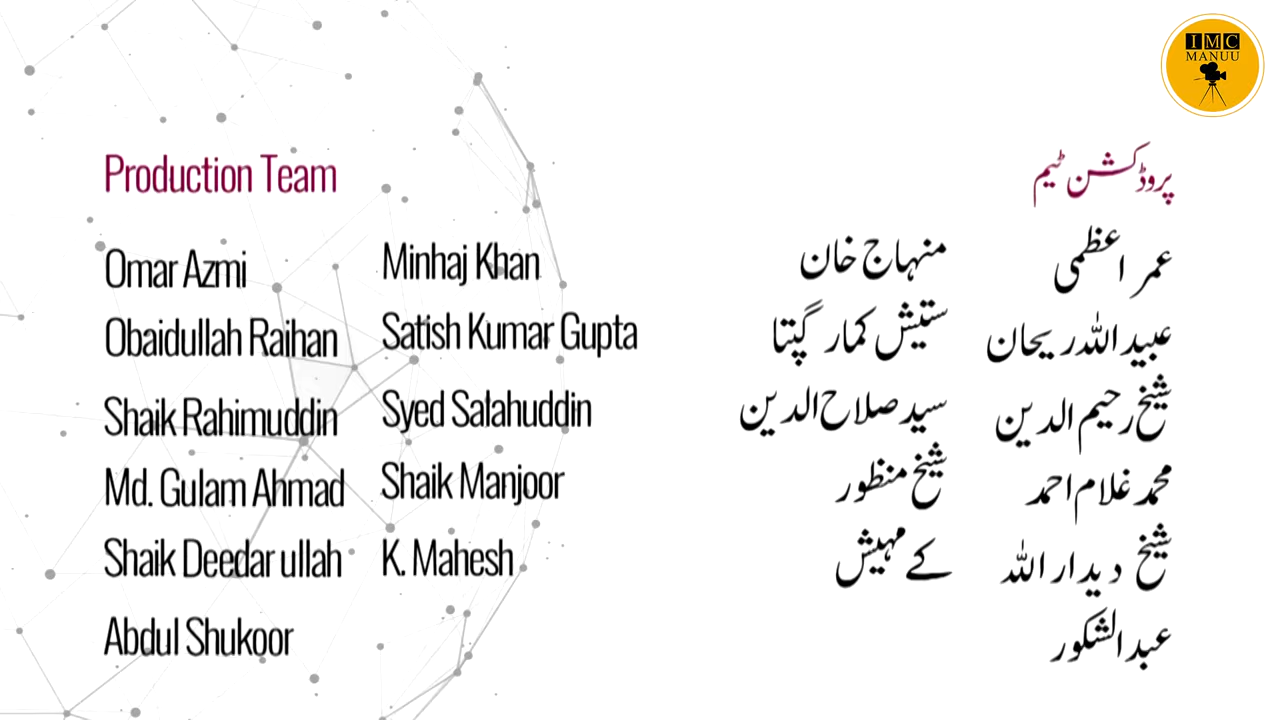 IMC
MANUU
Production Team
Omar Azmi
Obaidullah Raihan
Shaik Rahimuddin
Md. Gulam Ahmad
Shaik Deedar ullah
Abdul Shukoor
Minhaj Khan
Satish Kumar Gupta
Syed Salahuddin
Shaik Manjoor
K. Mahesh
پروڈکشن ٹیم
عمر اعظمی
عبیداللہ ریحان
شیخ رحیم الدین
محمد غلام احمد
شیخ دیدار اللہ
عبدالشکور
منہاج خان
ستیش کمار گپتا
سید صلاح الدین
شیخ منظور
کے مہیش